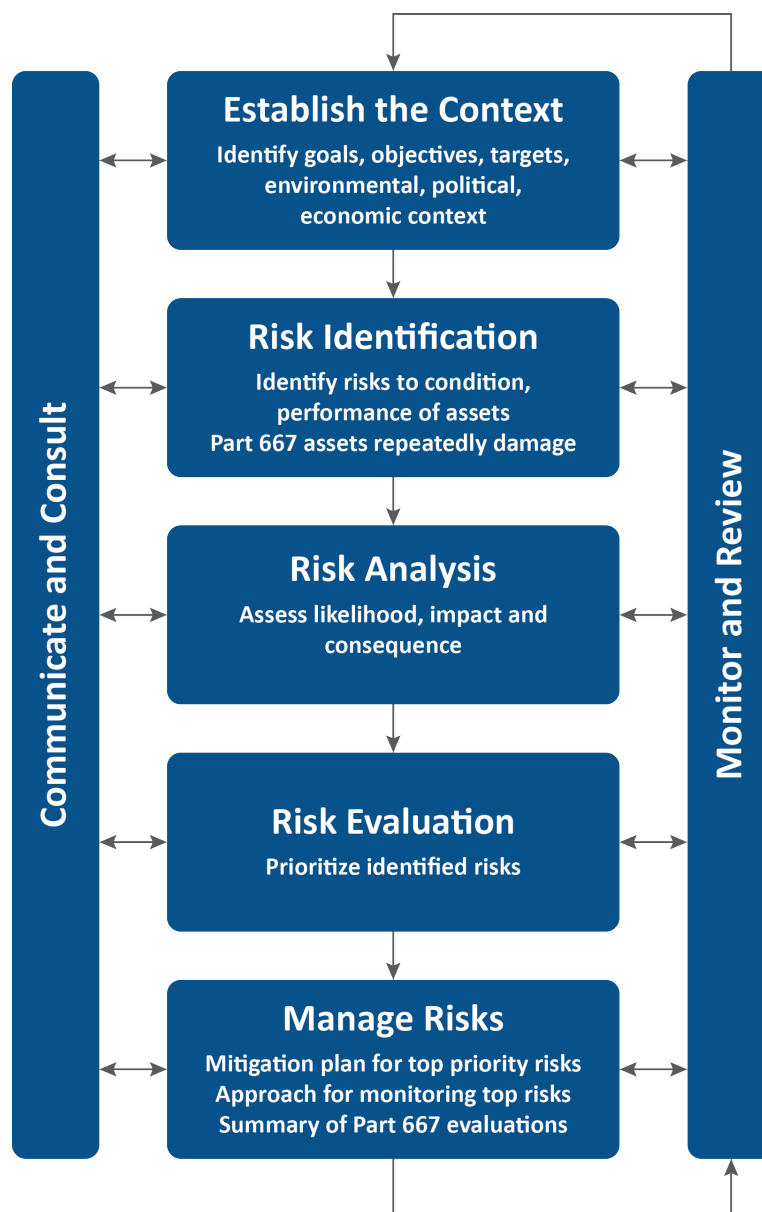 Establish the Context
Identify goals, objectives, targets,
environmental, political,
economic context
Risk Identification
Identify risks to condition,
performance of assets
Part 667 assets repeatedly damage
Risk Analysis
Assess likelihood, impact and
consequence
Risk Evaluation
Prioritize identified risks
Manage Risks
Mitigation plan for top priority risks
Approach for monitoring top risks
Summary of Part 667 evaluations
Communicate and Consult
Monitor and Review